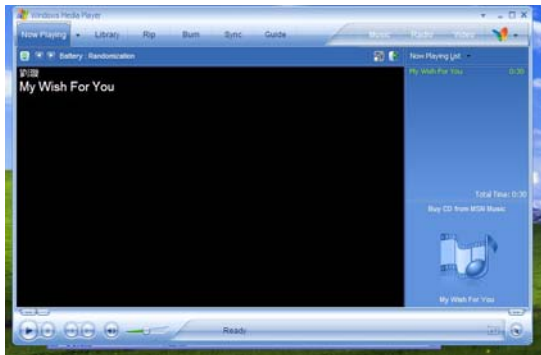 Windows Media Player
Now Playing Library Rip Burn Sync Guide Music Radio Video
Battery : Randomization
Now Playing List
My Wish For You 0:30
My Wish For You
Total Time: 0:30
Buy CD from MSN Music
My Wish For You
Ready